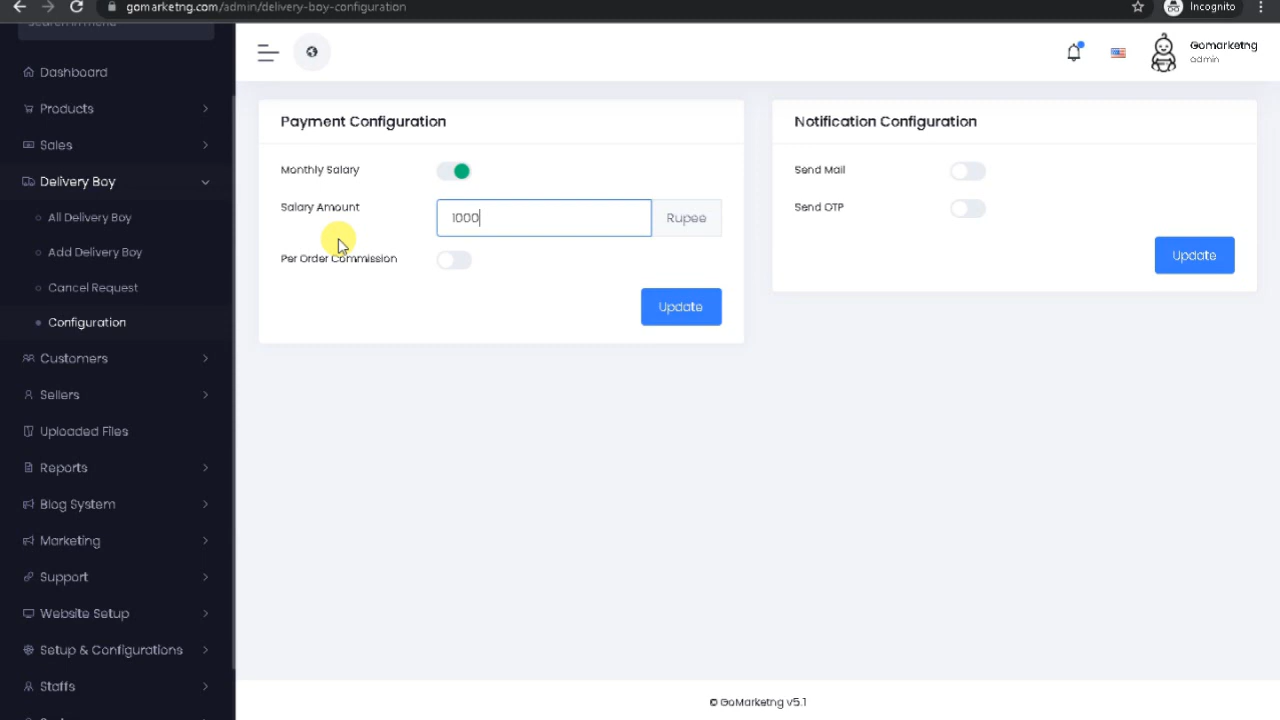 gomarketng.com/admin/delivery-boy-configuration
Incognito
Search in menu
Dashboard
Products
Sales
Delivery Boy
All Delivery Boy
Add Delivery Boy
Cancel Request
Configuration
Customers
Sellers
Uploaded Files
Reports
Blog System
Marketing
Support
Website Setup
Setup & Configurations
Staffs
Gomarketng
admin
Payment Configuration
Monthly Salary
Salary Amount
1000
Rupee
Per Order Commission
Update
Notification Configuration
Send Mail
Send OTP
Update
© GoMarketng v5.1